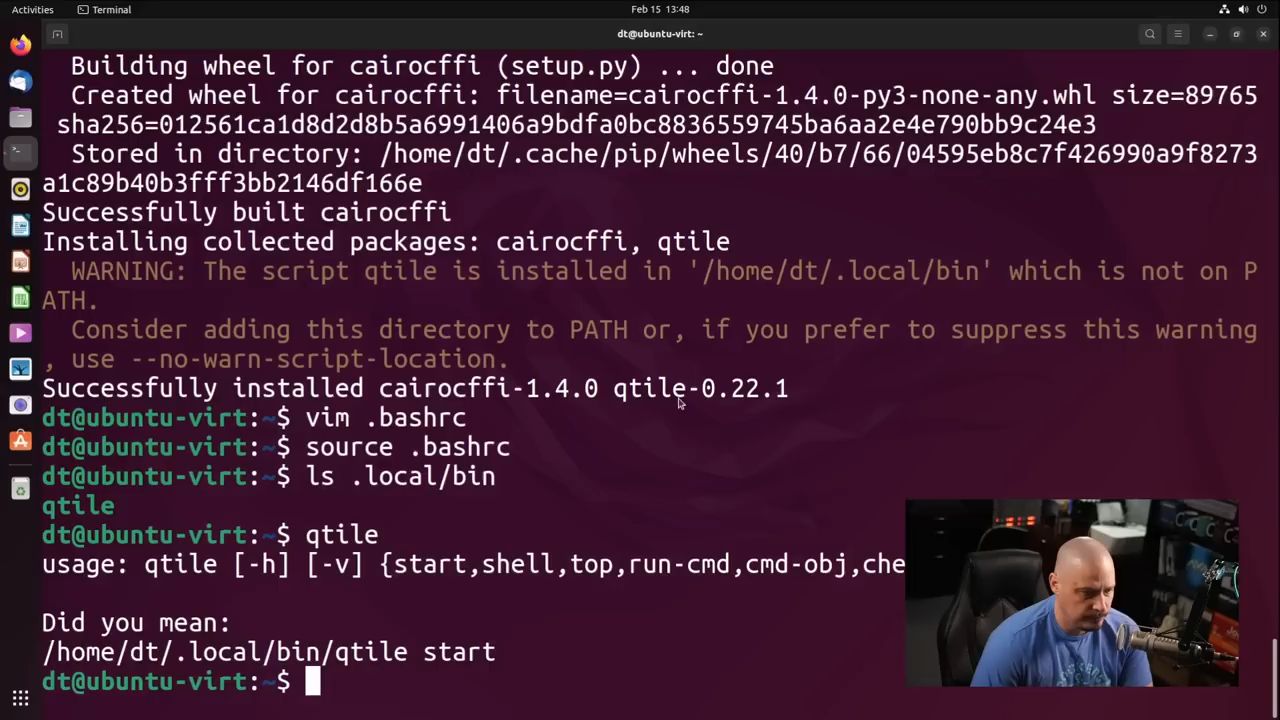 Activities Terminal Feb 15 13:48
dt@ubuntu-virt: ~
Building wheel for cairocffi (setup.py) ... done
Created wheel for cairocffi: filename=cairocffi-1.4.0-py3-none-any.whl size=89765
sha256=012561ca1d8d2d8b5a6991406a9bdfa0bc8836559745ba6aa2e4e790bb9c24e3
Stored in directory: /home/dt/.cache/pip/wheels/40/b7/66/04595eb8c7f426990a9f8273
a1c89b40b3fff3bb2146df166e
Successfully built cairocffi
Installing collected packages: cairocffi, qtile
WARNING: The script qtile is installed in '/home/dt/.local/bin' which is not on P
ATH.
Consider adding this directory to PATH or, if you prefer to suppress this warning
, use --no-warn-script-location.
Successfully installed cairocffi-1.4.0 qtile-0.22.1
dt@ubuntu-virt:~$ vim .bashrc
dt@ubuntu-virt:~$ source .bashrc
dt@ubuntu-virt:~$ ls .local/bin
qtile
dt@ubuntu-virt:~$ qtile
usage: qtile [-h] [-v] {start,shell,top,run-cmd,cmd-obj,che
Did you mean:
/home/dt/.local/bin/qtile start
dt@ubuntu-virt:~$